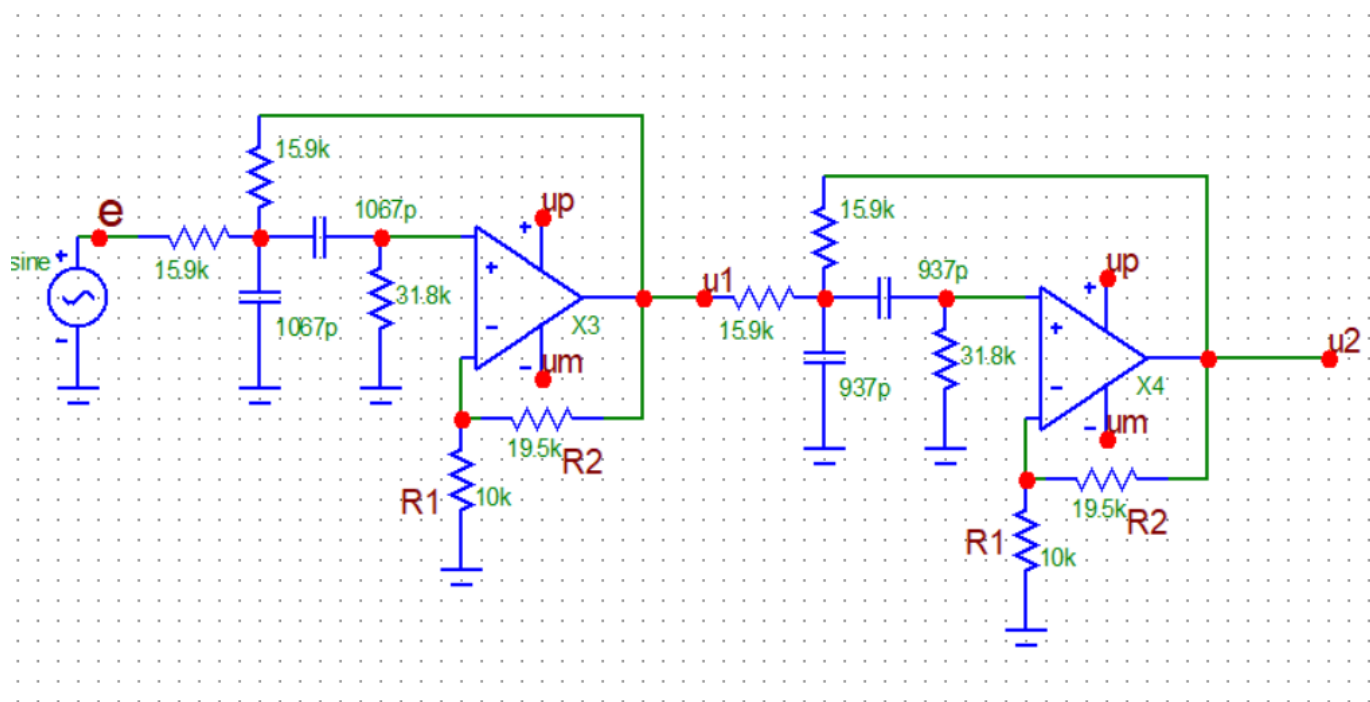 15.9k
e
1067p
up
sine
15.9k
1067p
31.8k
X3
um
19.5k
R2
R1
10k
u1
15.9k
937p
up
15.9k
937p
31.8k
X4
um
u2
19.5k
R2
R1
10k